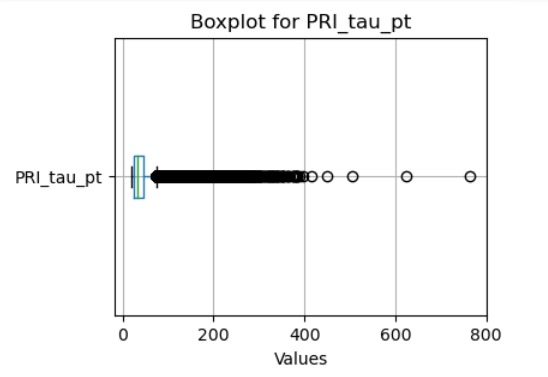 Boxplot for PRI_tau_pt
PRI_tau_pt
0 200 400 600 800
Values